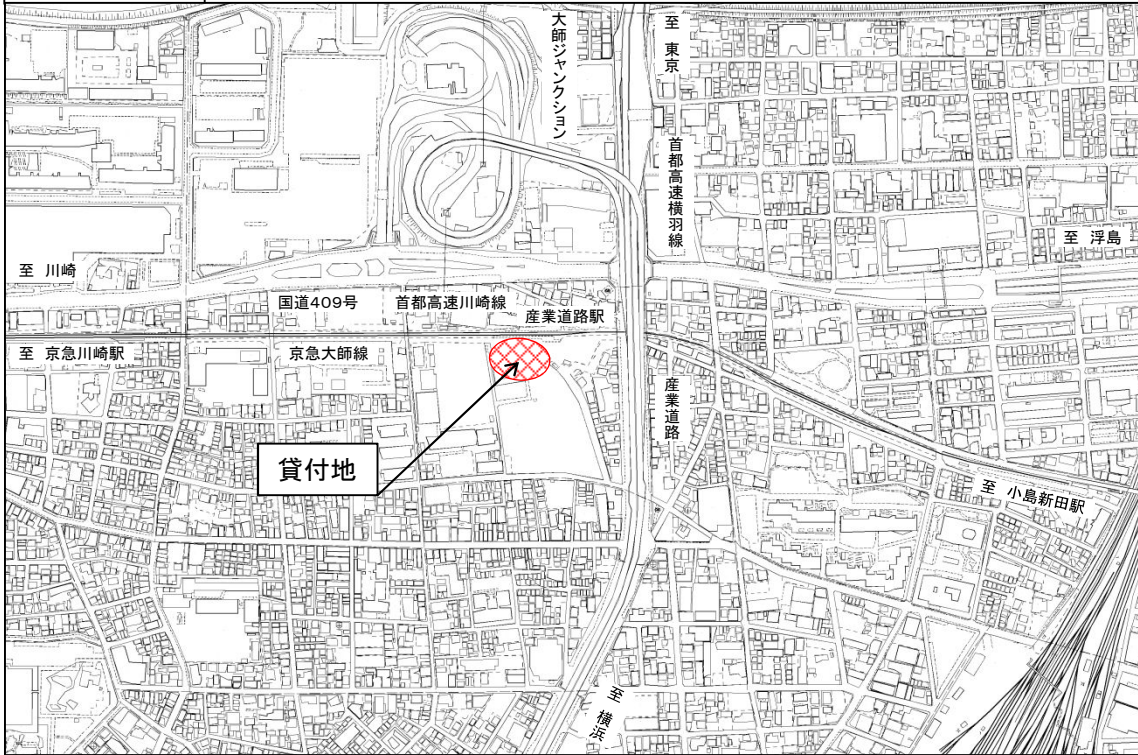 大師ジャンクション
至 東京
首都高速横羽線
至 浮島
至 川崎
国道409号
首都高速川崎線
産業道路駅
至 京急川崎駅
京急大師線
産業道路
貸付地
至 小島新田駅
至 横浜